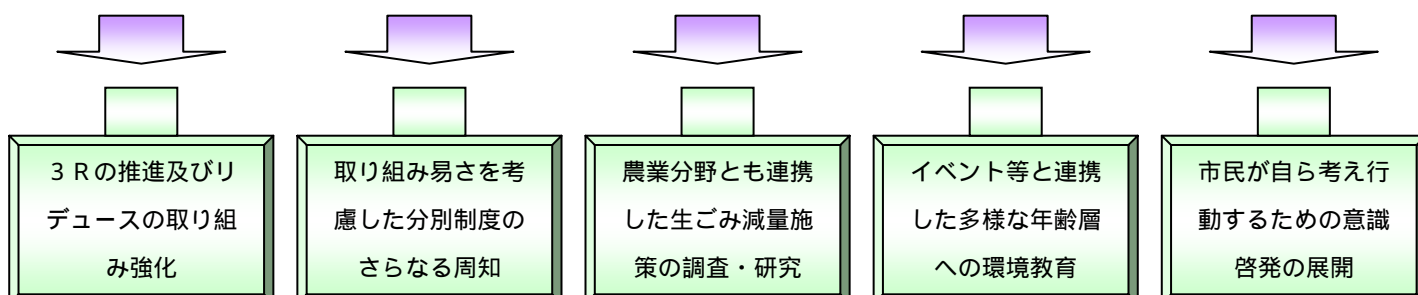 ３Ｒの推進及びリ
デュースの取り組
み強化
取り組み易さを考
慮した分別制度の
さらなる周知
農業分野とも連携
した生ごみ減量施
策の調査・研究
イベント等と連携
した多様な年齢層
への環境教育
市民が自ら考え行
動するための意識
啓発の展開